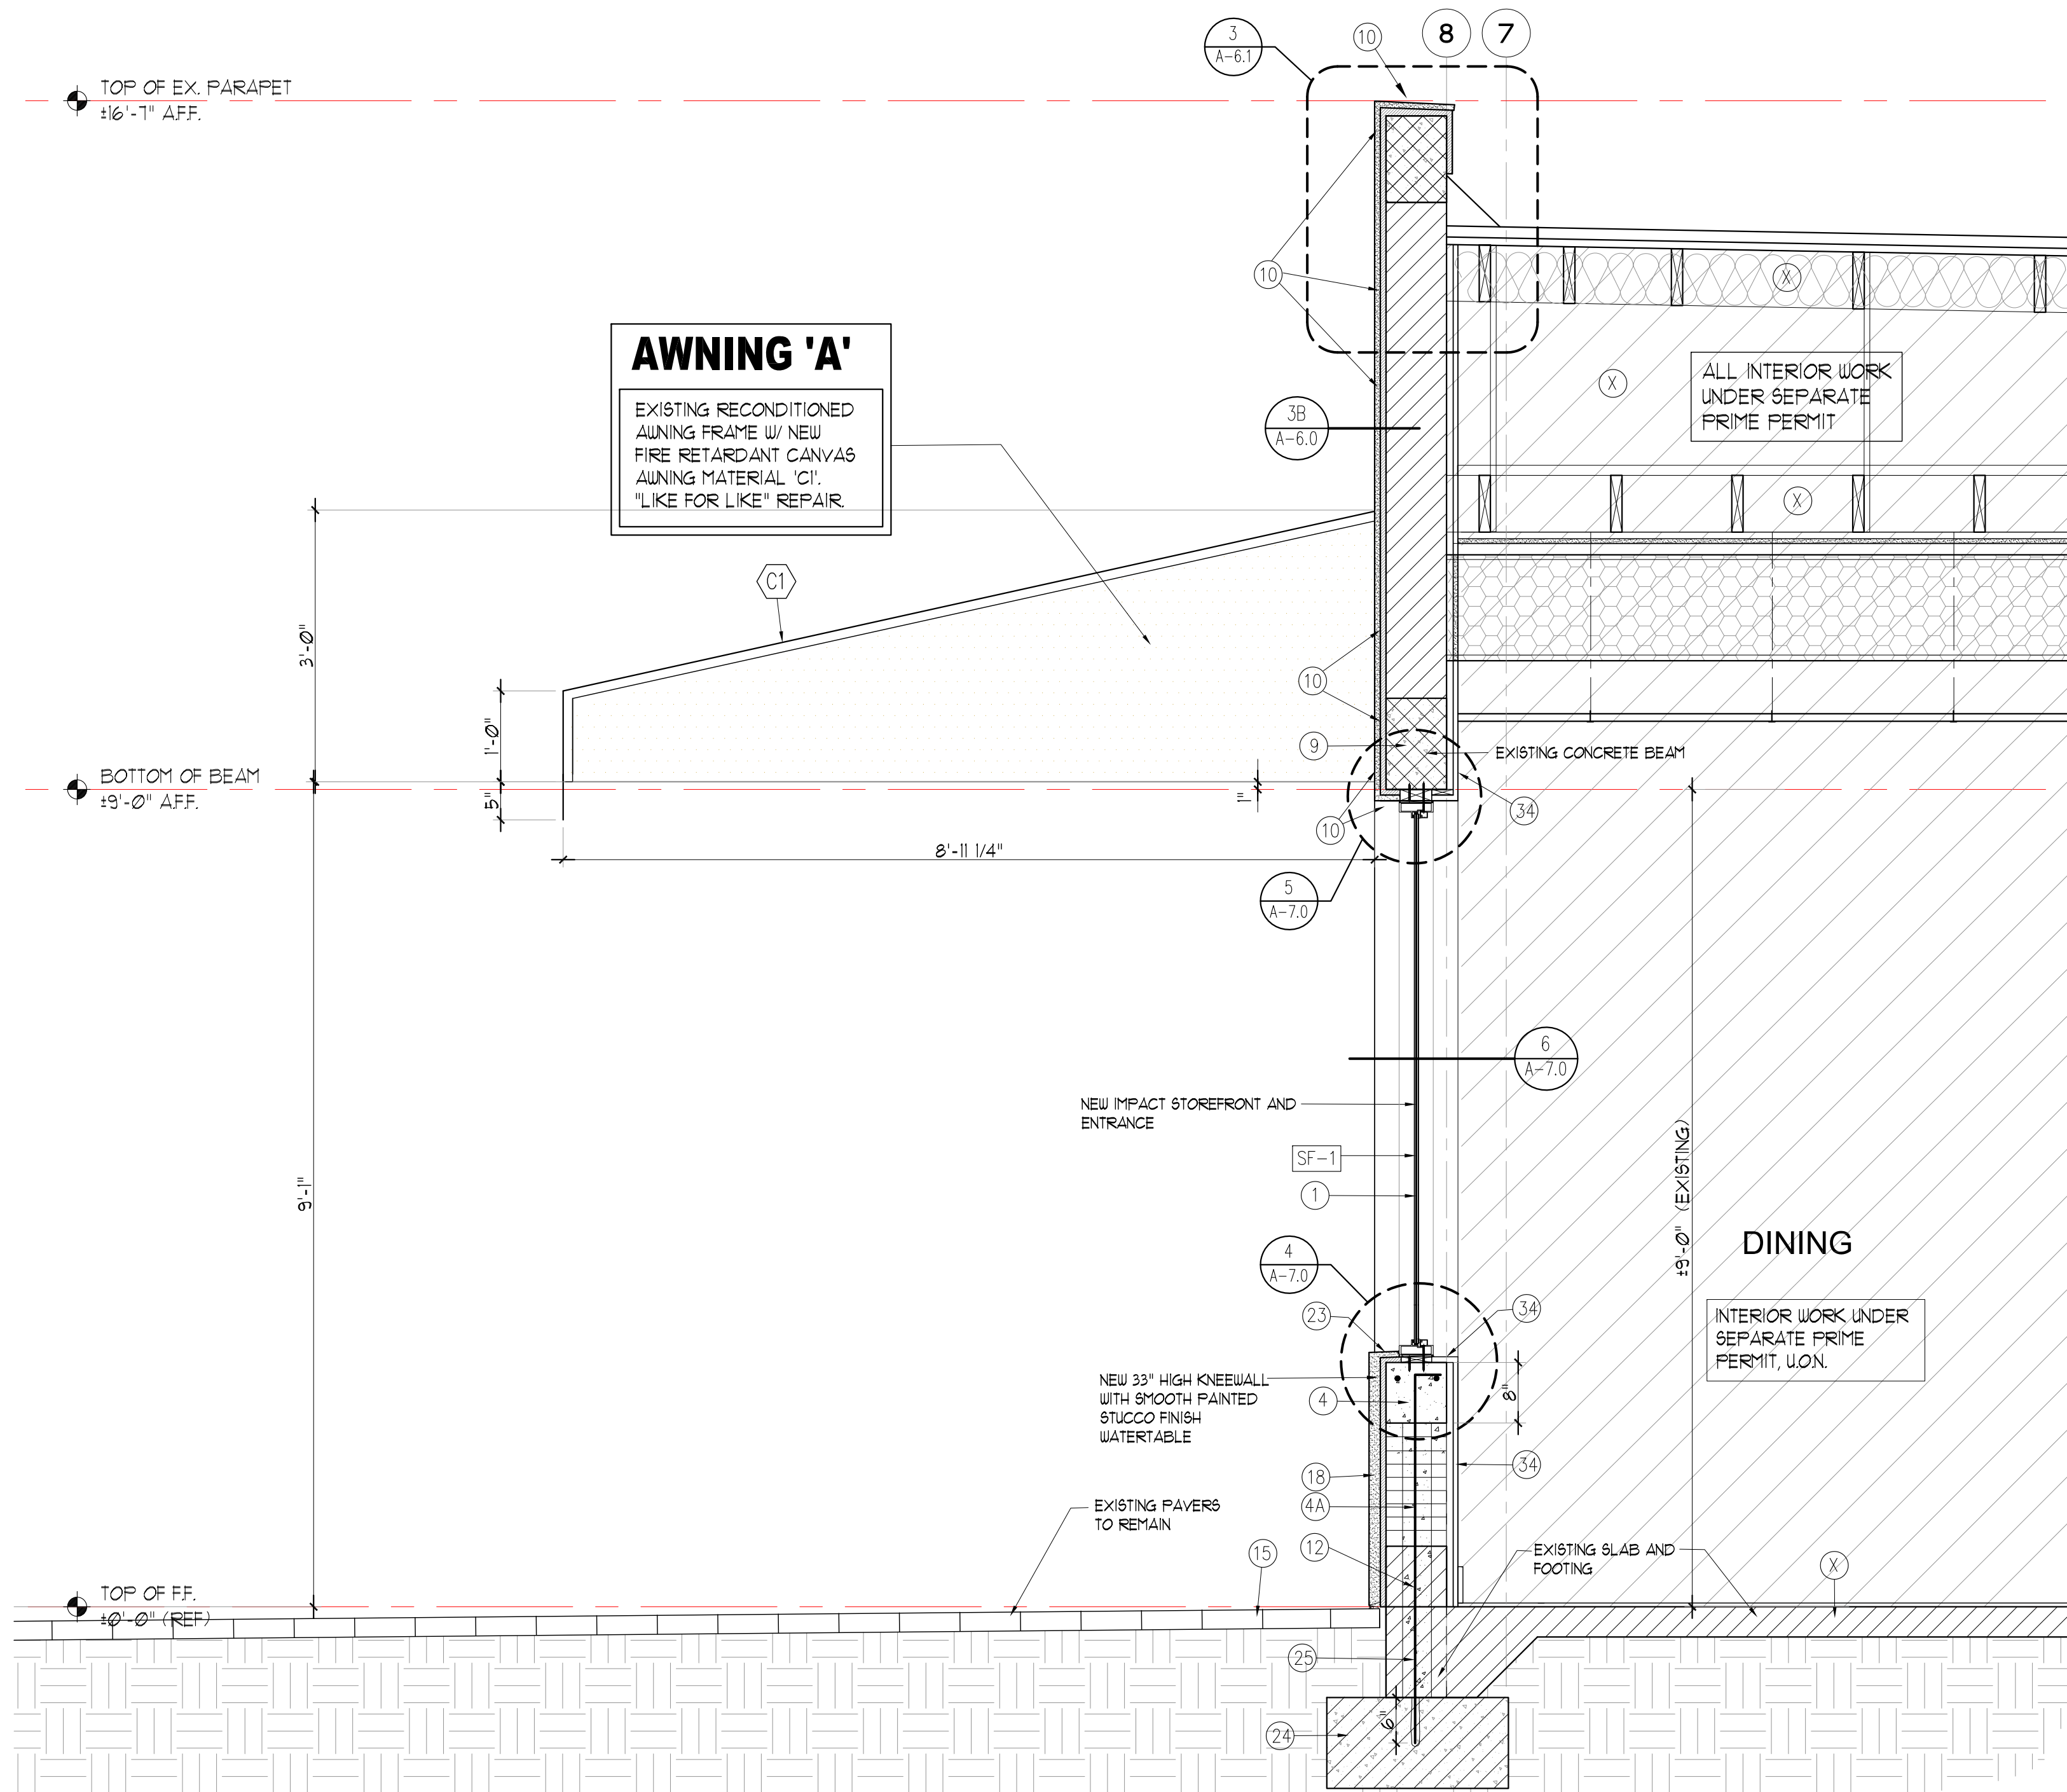 3
A-6.1
10
8
7
TOP OF EX. PARAPET
±16'-7" A.F.F.
10
X
AWNING 'A'
EXISTING RECONDITIONED
AWNING FRAME W/ NEW
FIRE RETARDANT CANVAS
AWNING MATERIAL 'C1'.
"LIKE FOR LIKE" REPAIR.
ALL INTERIOR WORK
UNDER SEPARATE
PRIME PERMIT
X
3B
A-6.0
X
C1
3'-0"
10
1'-0"
9
EXISTING CONCRETE BEAM
BOTTOM OF BEAM
±9'-0" A.F.F.
5"
1"
34
10
8'-11 1/4"
5
A-7.0
6
A-7.0
NEW IMPACT STOREFRONT AND
ENTRANCE
SF-1
1
9'-1"
±9'-0" (EXISTING)
DINING
4
A-7.0
23
34
INTERIOR WORK UNDER
SEPARATE PRIME
PERMIT, U.O.N.
NEW 33" HIGH KNEEWALL
WITH SMOOTH PAINTED
STUCCO FINISH
WATERTABLE
4
8"
18
34
4A
EXISTING PAVERS
TO REMAIN
12
15
EXISTING SLAB AND
FOOTING
X
TOP OF F.F.
±0'-0" (REF)
25
6"
24